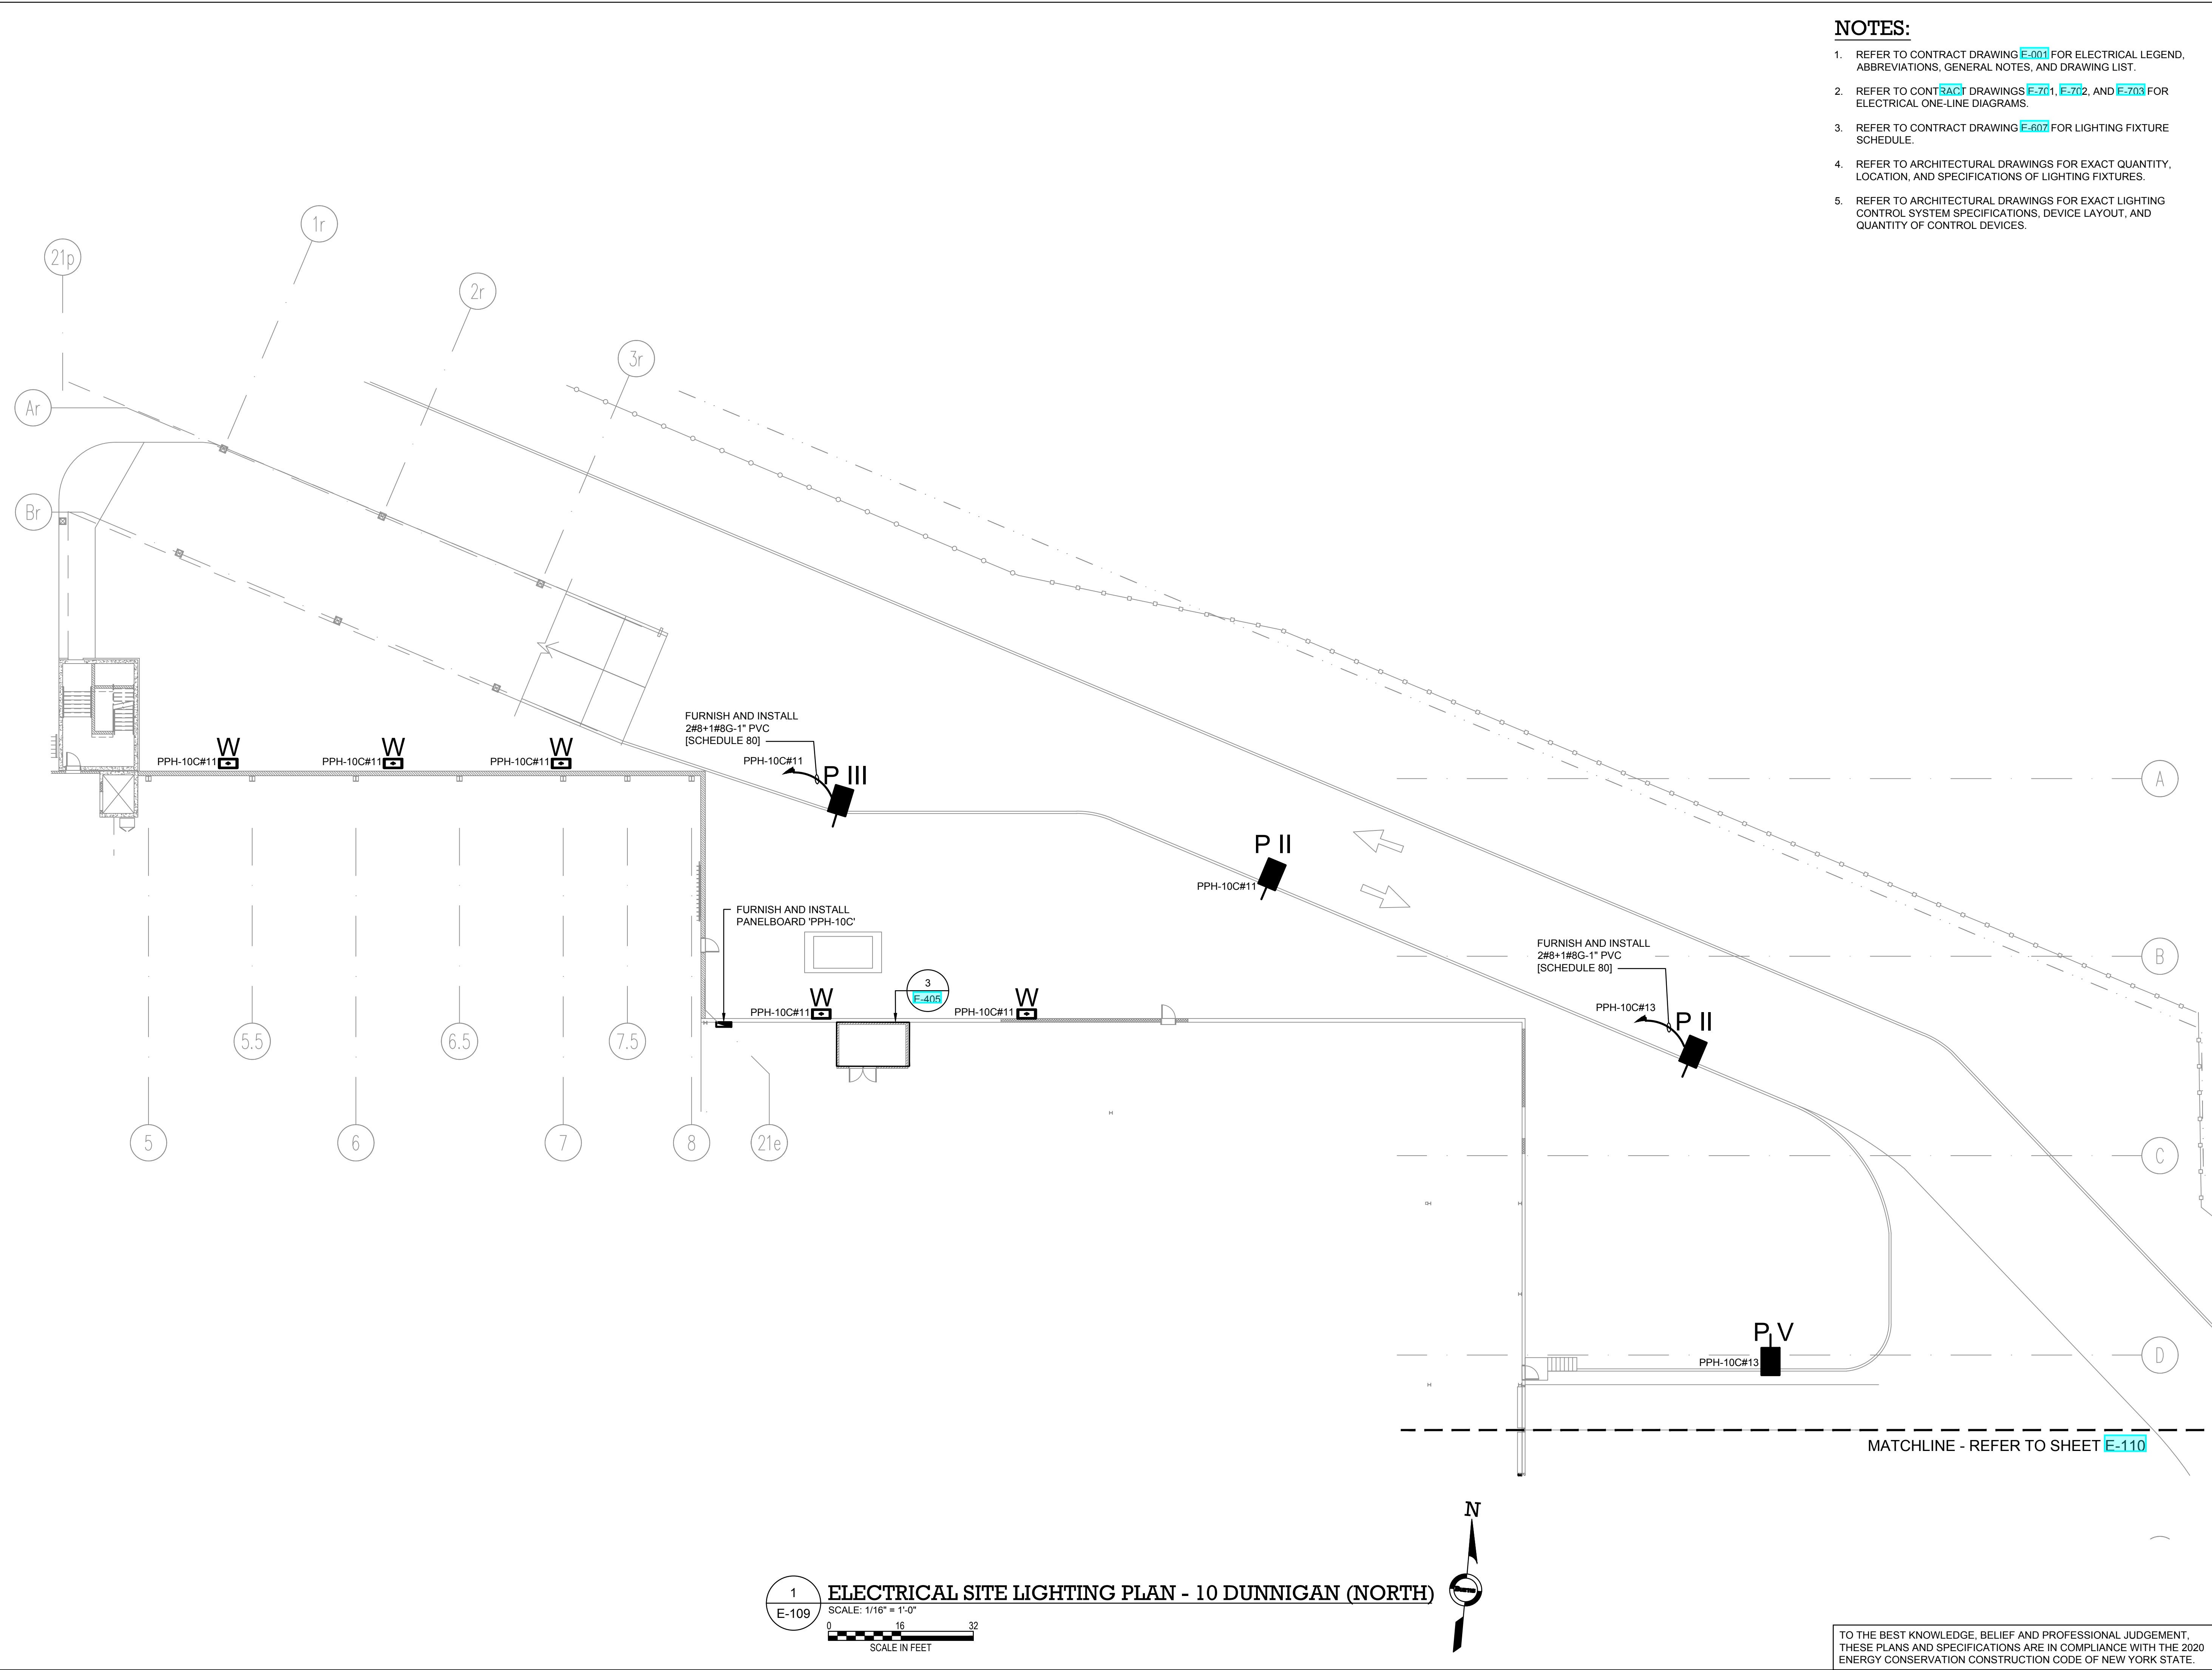 NOTES:
1. REFER TO CONTRACT DRAWING E-001 FOR ELECTRICAL LEGEND,
ABBREVIATIONS, GENERAL NOTES, AND DRAWING LIST.
2. REFER TO CONTRACT DRAWINGS E-701, E-702, AND E-703 FOR
ELECTRICAL ONE-LINE DIAGRAMS.
3. REFER TO CONTRACT DRAWING E-607 FOR LIGHTING FIXTURE
SCHEDULE.
4. REFER TO ARCHITECTURAL DRAWINGS FOR EXACT QUANTITY,
LOCATION, AND SPECIFICATIONS OF LIGHTING FIXTURES.
5. REFER TO ARCHITECTURAL DRAWINGS FOR EXACT LIGHTING
CONTROL SYSTEM SPECIFICATIONS, DEVICE LAYOUT, AND
QUANTITY OF CONTROL DEVICES.
1r
21p
2r
3r
Ar
Br
FURNISH AND INSTALL
2#8+1#8G-1" PVC
[SCHEDULE 80]
W
PPH-10C#11
W
PPH-10C#11
W
PPH-10C#11
PPH-10C#11
P III
A
P II
PPH-10C#11
FURNISH AND INSTALL
PANELBOARD 'PPH-10C'
FURNISH AND INSTALL
2#8+1#8G-1" PVC
[SCHEDULE 80]
B
3
E-405
W
PPH-10C#11
W
PPH-10C#11
PPH-10C#13
P II
5.5
6.5
7.5
5
6
7
8
21e
C
P V
PPH-10C#13
D
MATCHLINE - REFER TO SHEET E-110
N
1
E-109
ELECTRICAL SITE LIGHTING PLAN - 10 DUNNIGAN (NORTH)
SCALE: 1/16" = 1'-0"
0 16 32
SCALE IN FEET
TO THE BEST KNOWLEDGE, BELIEF AND PROFESSIONAL JUDGEMENT,
THESE PLANS AND SPECIFICATIONS ARE IN COMPLIANCE WITH THE 2020
ENERGY CONSERVATION CONSTRUCTION CODE OF NEW YORK STATE.